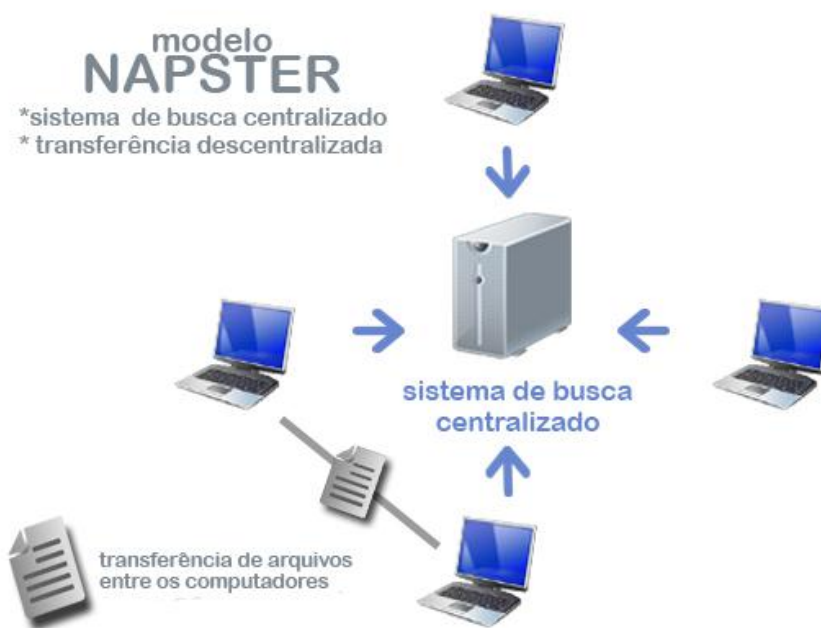 modelo
NAPSTER
*sistema de busca centralizado
* transferência descentralizada
sistema de busca
centralizado
transferência de arquivos
entre os computadores